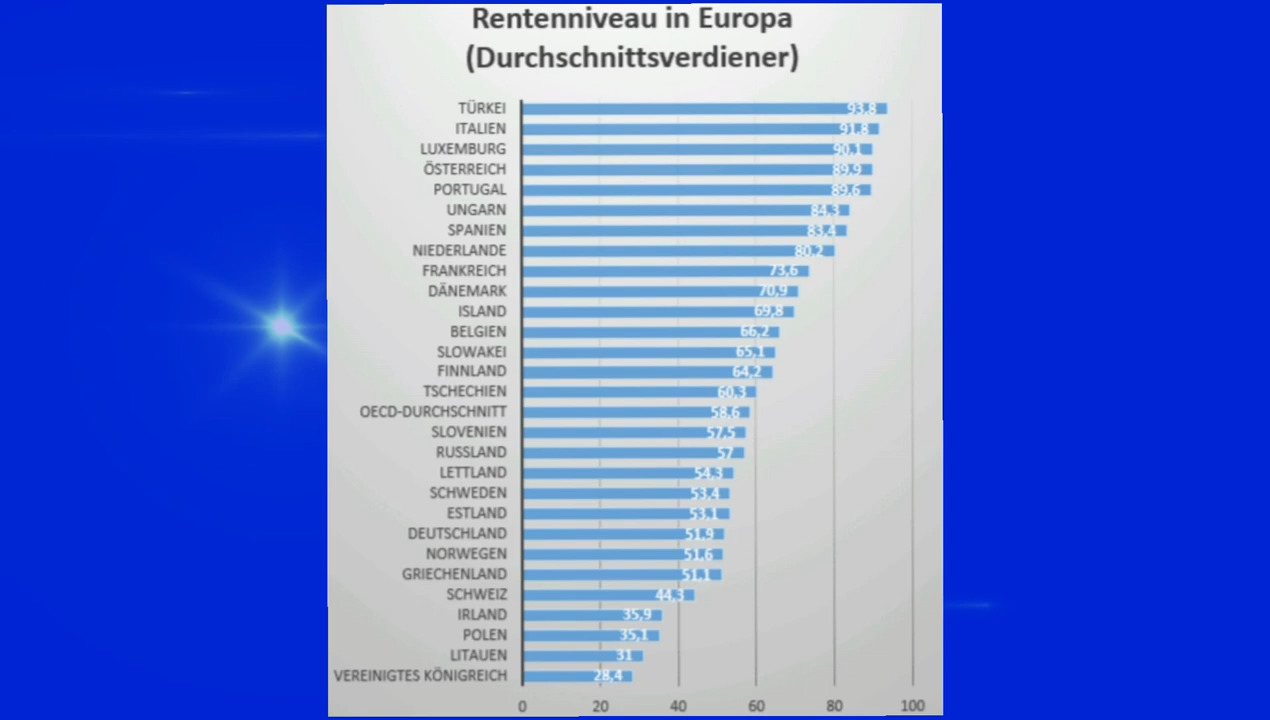 Rentenniveau in Europa
(Durchschnittsverdiener)
TÜRKEI 93,8
ITALIEN 91,8
LUXEMBURG 90,1
ÖSTERREICH 89,9
PORTUGAL 89,6
UNGARN 84,3
SPANIEN 83,4
NIEDERLANDE 80,2
FRANKREICH 73,6
DÄNEMARK 70,9
ISLAND 69,8
BELGIEN 66,2
SLOWAKEI 65,1
FINNLAND 64,2
TSCHECHIEN 60,3
OECD-DURCHSCHNITT 58,6
SLOVENIEN 57,5
RUSSLAND 57
LETTLAND 54,3
SCHWEDEN 53,4
ESTLAND 53,1
DEUTSCHLAND 51,9
NORWEGEN 51,6
GRIECHENLAND 51,1
SCHWEIZ 44,3
IRLAND 35,9
POLEN 35,1
LITAUEN 31
VEREINIGTES KÖNIGREICH 28,4
0 20 40 60 80 100